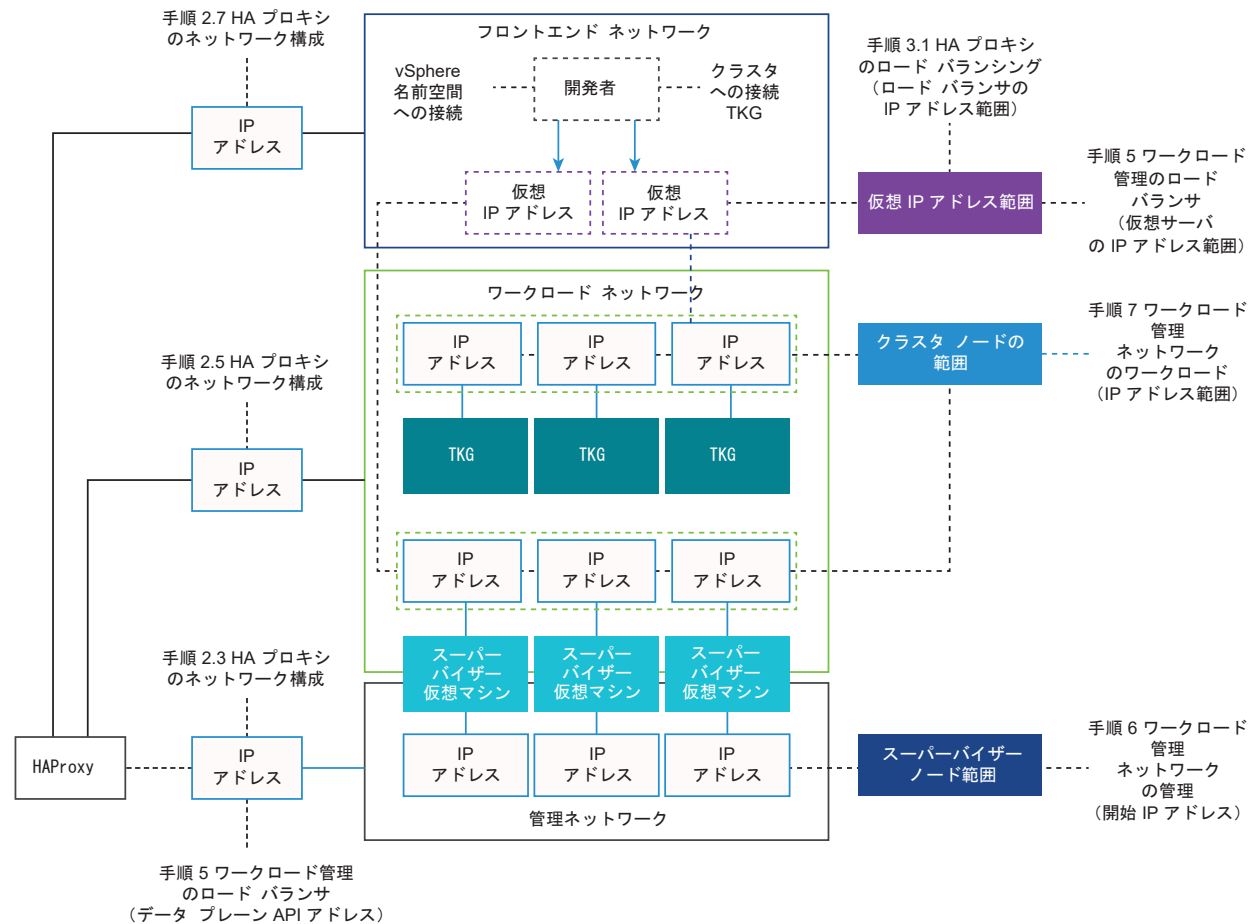 手順 2.7 HA プロキシ
のネットワーク構成
IP
アドレス
フロントエンド ネットワーク
vSphere
名前空間
への接続
開発者
クラスタ
への接続
TKG
仮想
IP アドレス
仮想
IP アドレス
手順 3.1 HA プロキシ
のロード バランシング
（ロード バランサの
IP アドレス範囲）
仮想 IP アドレス範囲
手順 5 ワークロード
管理のロード
バランサ
（仮想サーバ
の IP アドレス範囲）
ワークロード ネットワーク
IP
アドレス
IP
アドレス
IP
アドレス
クラスタ ノードの
範囲
手順 7 ワークロード
管理
ネットワーク
のワークロード
（IP アドレス範囲）
手順 2.5 HA プロキシ
のネットワーク構成
IP
アドレス
TKG
TKG
TKG
IP
アドレス
IP
アドレス
IP
アドレス
スーパー
バイザー
仮想マシン
スーパー
バイザー
仮想マシン
スーパー
バイザー
仮想マシン
手順 2.3 HA プロキシ
のネットワーク構成
HAProxy
IP
アドレス
IP
アドレス
IP
アドレス
IP
アドレス
管理ネットワーク
スーパーバイザー
ノード範囲
手順 6 ワークロード
管理
ネットワーク
の管理
（開始 IP アドレス）
手順 5 ワークロード管理
のロード バランサ
（データ プレーン API アドレス）